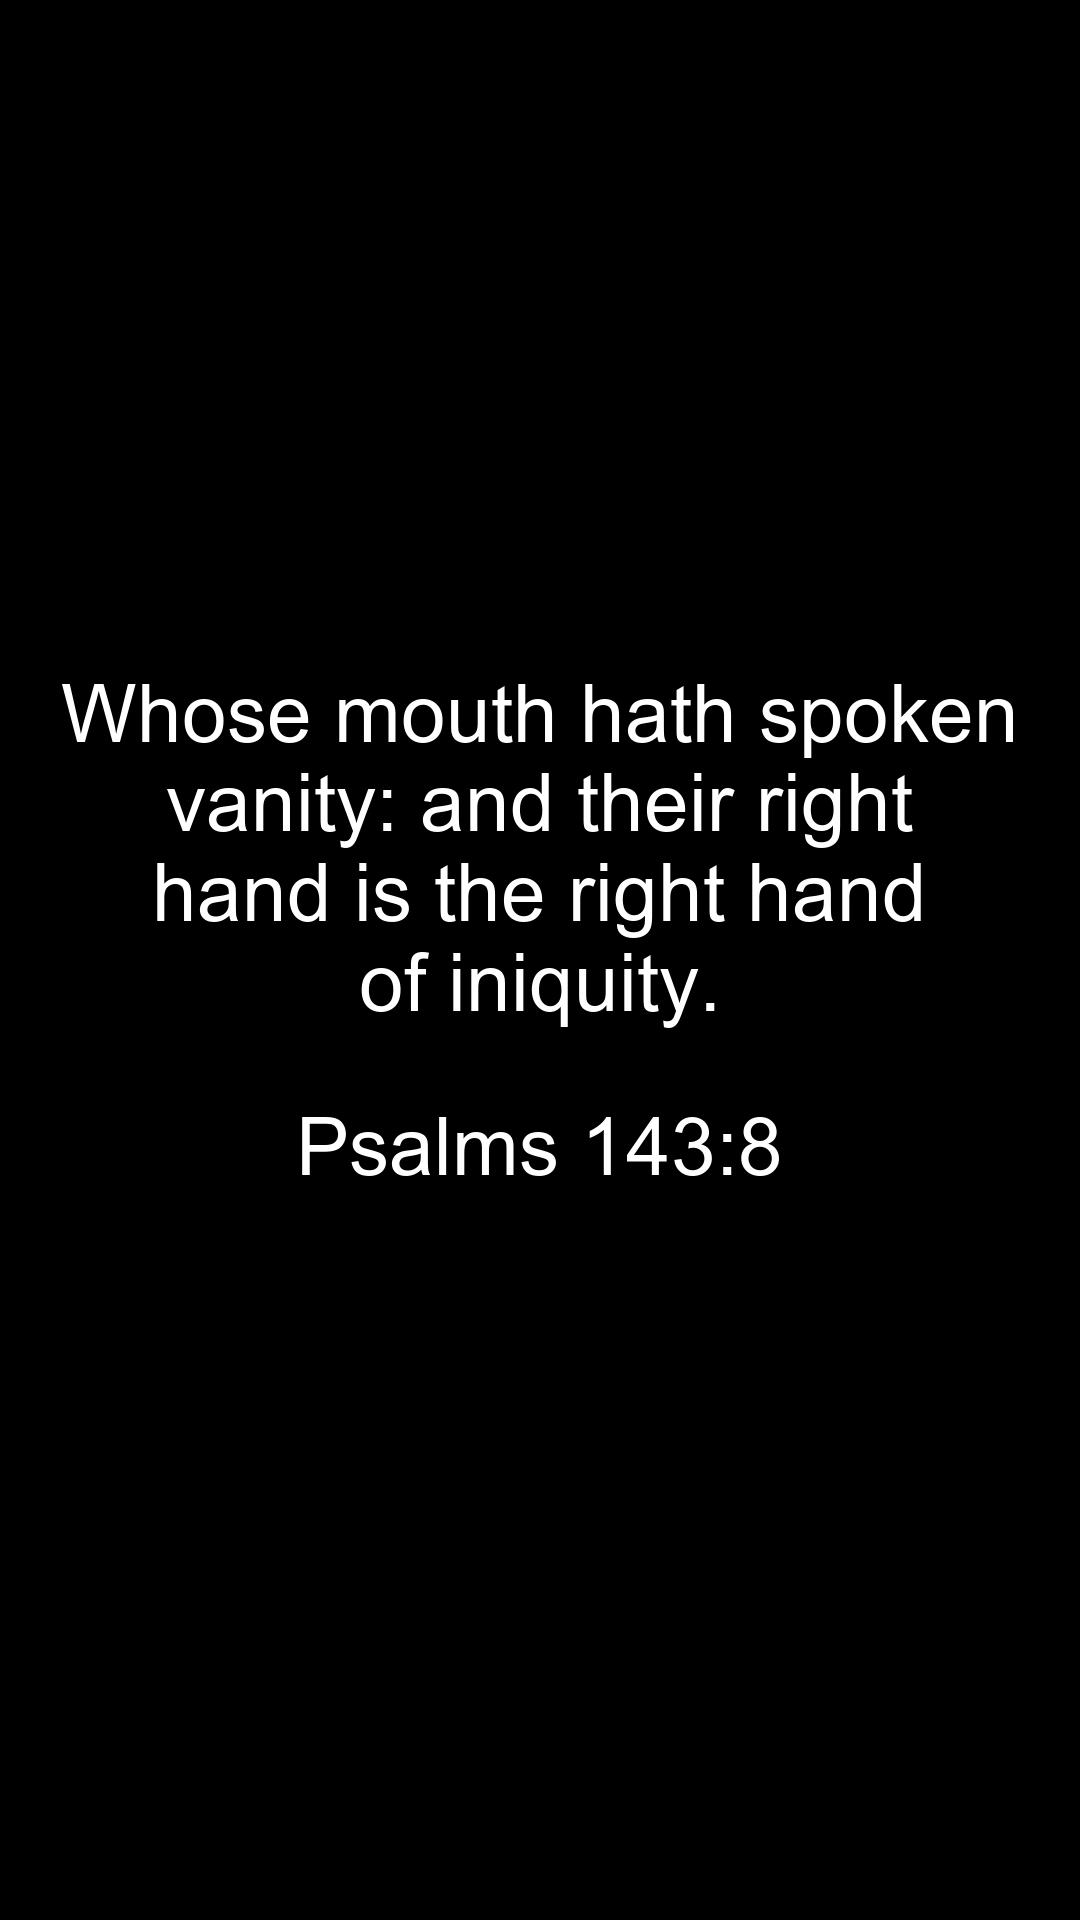 Whose mouth hath spoken
vanity: and their right
hand is the right hand
of iniquity.
Psalms 143:8